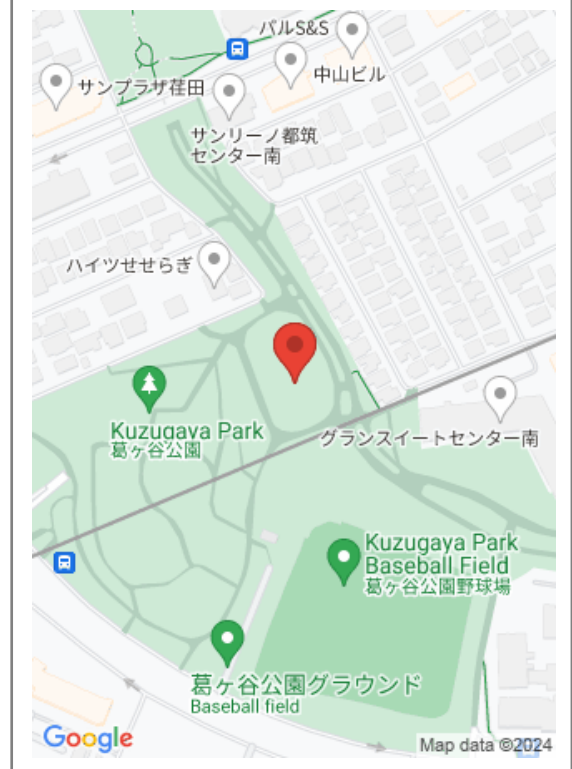 パルS&S
サンプラザ荏田
中山ビル
サンリーノ都筑
センター南
ハイツせせらぎ
Kuzugaya Park
葛ヶ谷公園
グランスイートセンター南
Kuzugaya Park
Baseball Field
葛ヶ谷公園野球場
葛ヶ谷公園グラウンド
Baseball field
Google
Map data ©2024